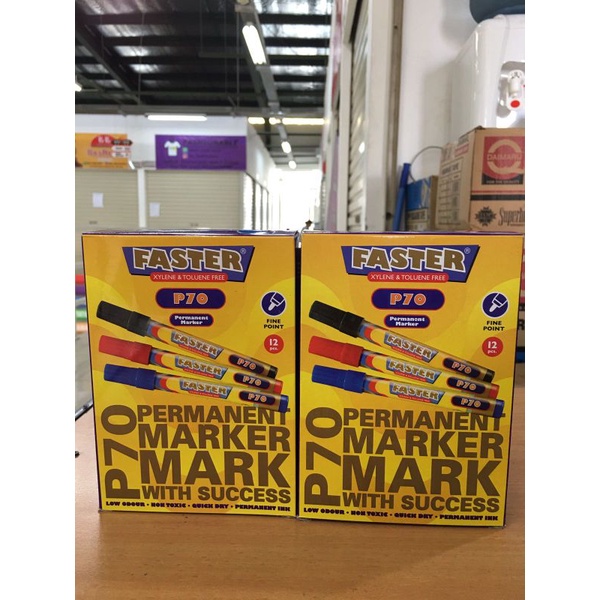 FASTER®
XYLENE & TOLUENE FREE
P70
Permanent
Marker
FINE
POINT
12
pcs.
FASTER P70
FASTER P70
FASTER P70
P70
PERMANENT
MARKER
MARK
WITH SUCCESS
LOW ODOUR • NON TOXIC • QUICK DRY • PERMANENT INK
FASTER®
XYLENE & TOLUENE FREE
P70
Permanent
Marker
FINE
POINT
12
pcs.
FASTER P70
FASTER P70
FASTER P70
P70
PERMANENT
MARKER
MARK
WITH SUCCESS
LOW ODOUR • NON TOXIC • QUICK DRY • PERMANENT INK
DAIMARU
Superb